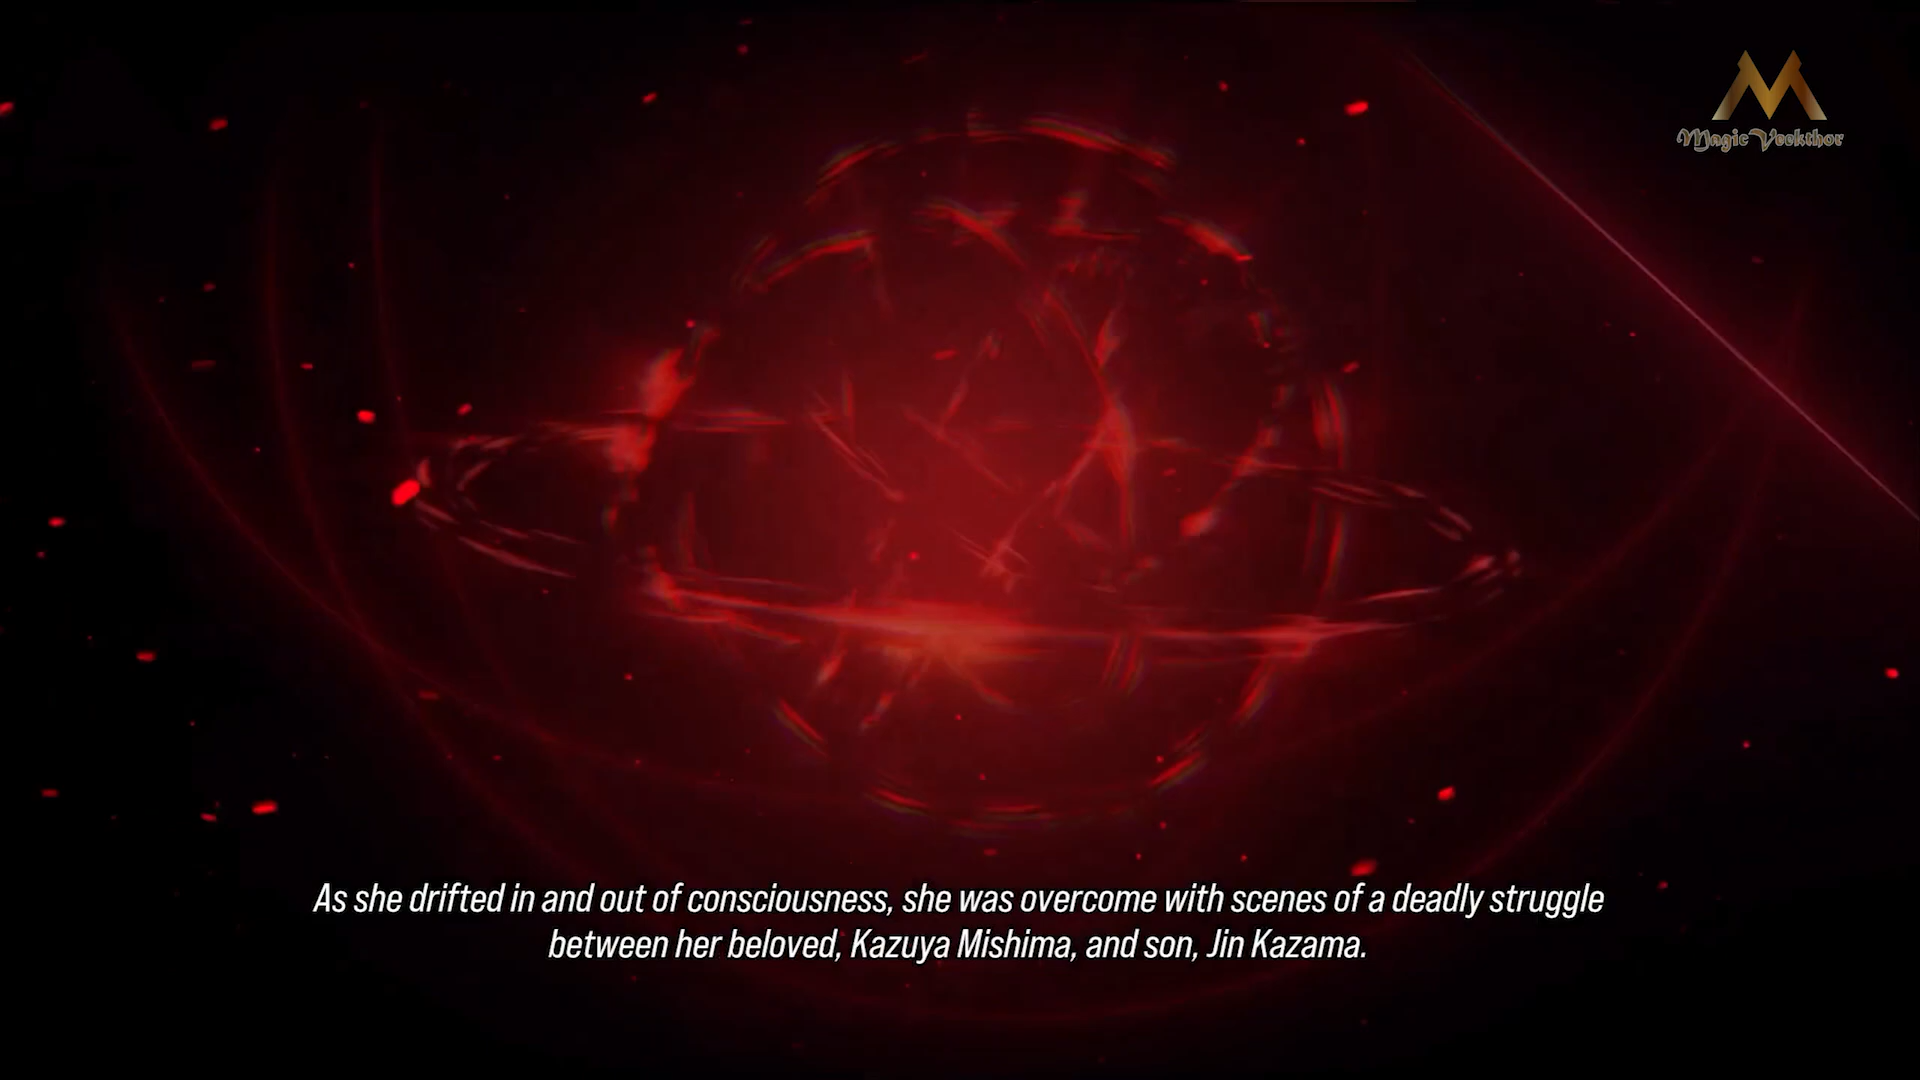 M
Magic Veekthor
As she drifted in and out of consciousness, she was overcome with scenes of a deadly struggle
between her beloved, Kazuya Mishima, and son, Jin Kazama.